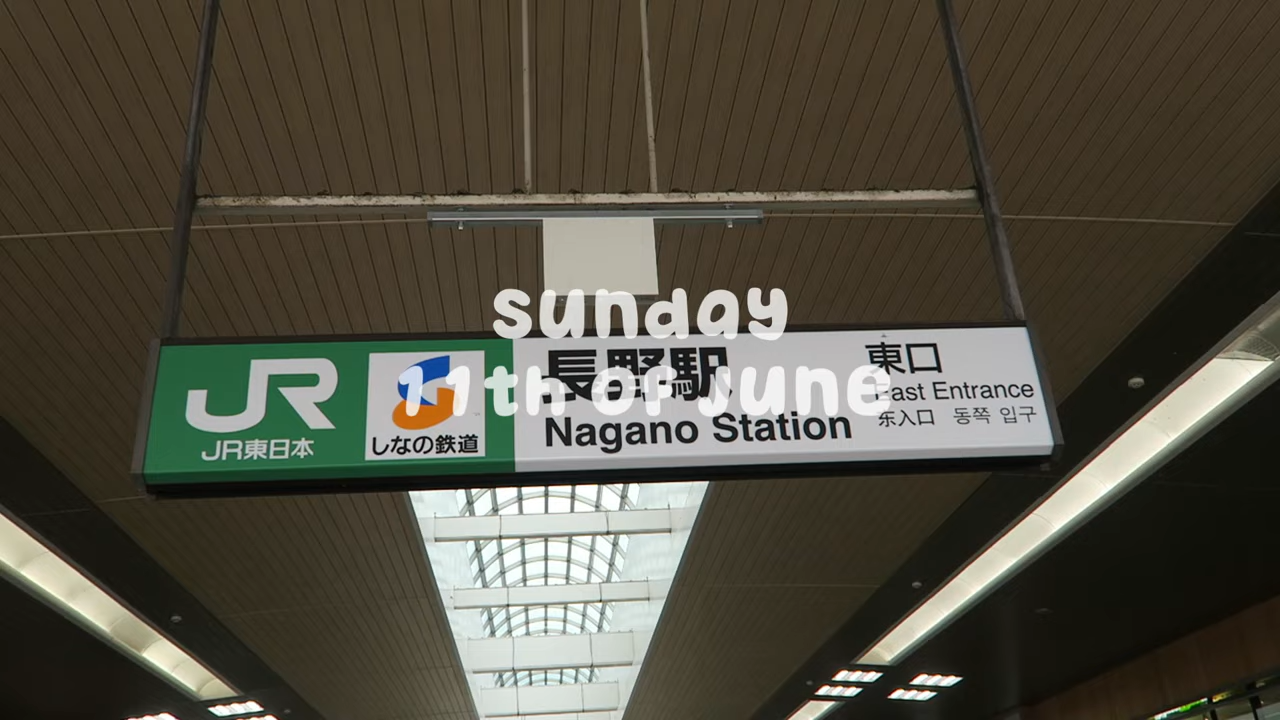 sunday
11th of june
JR
JR東日本
しなの鉄道
長野駅
Nagano Station
東口
East Entrance
东入口 동쪽 입구